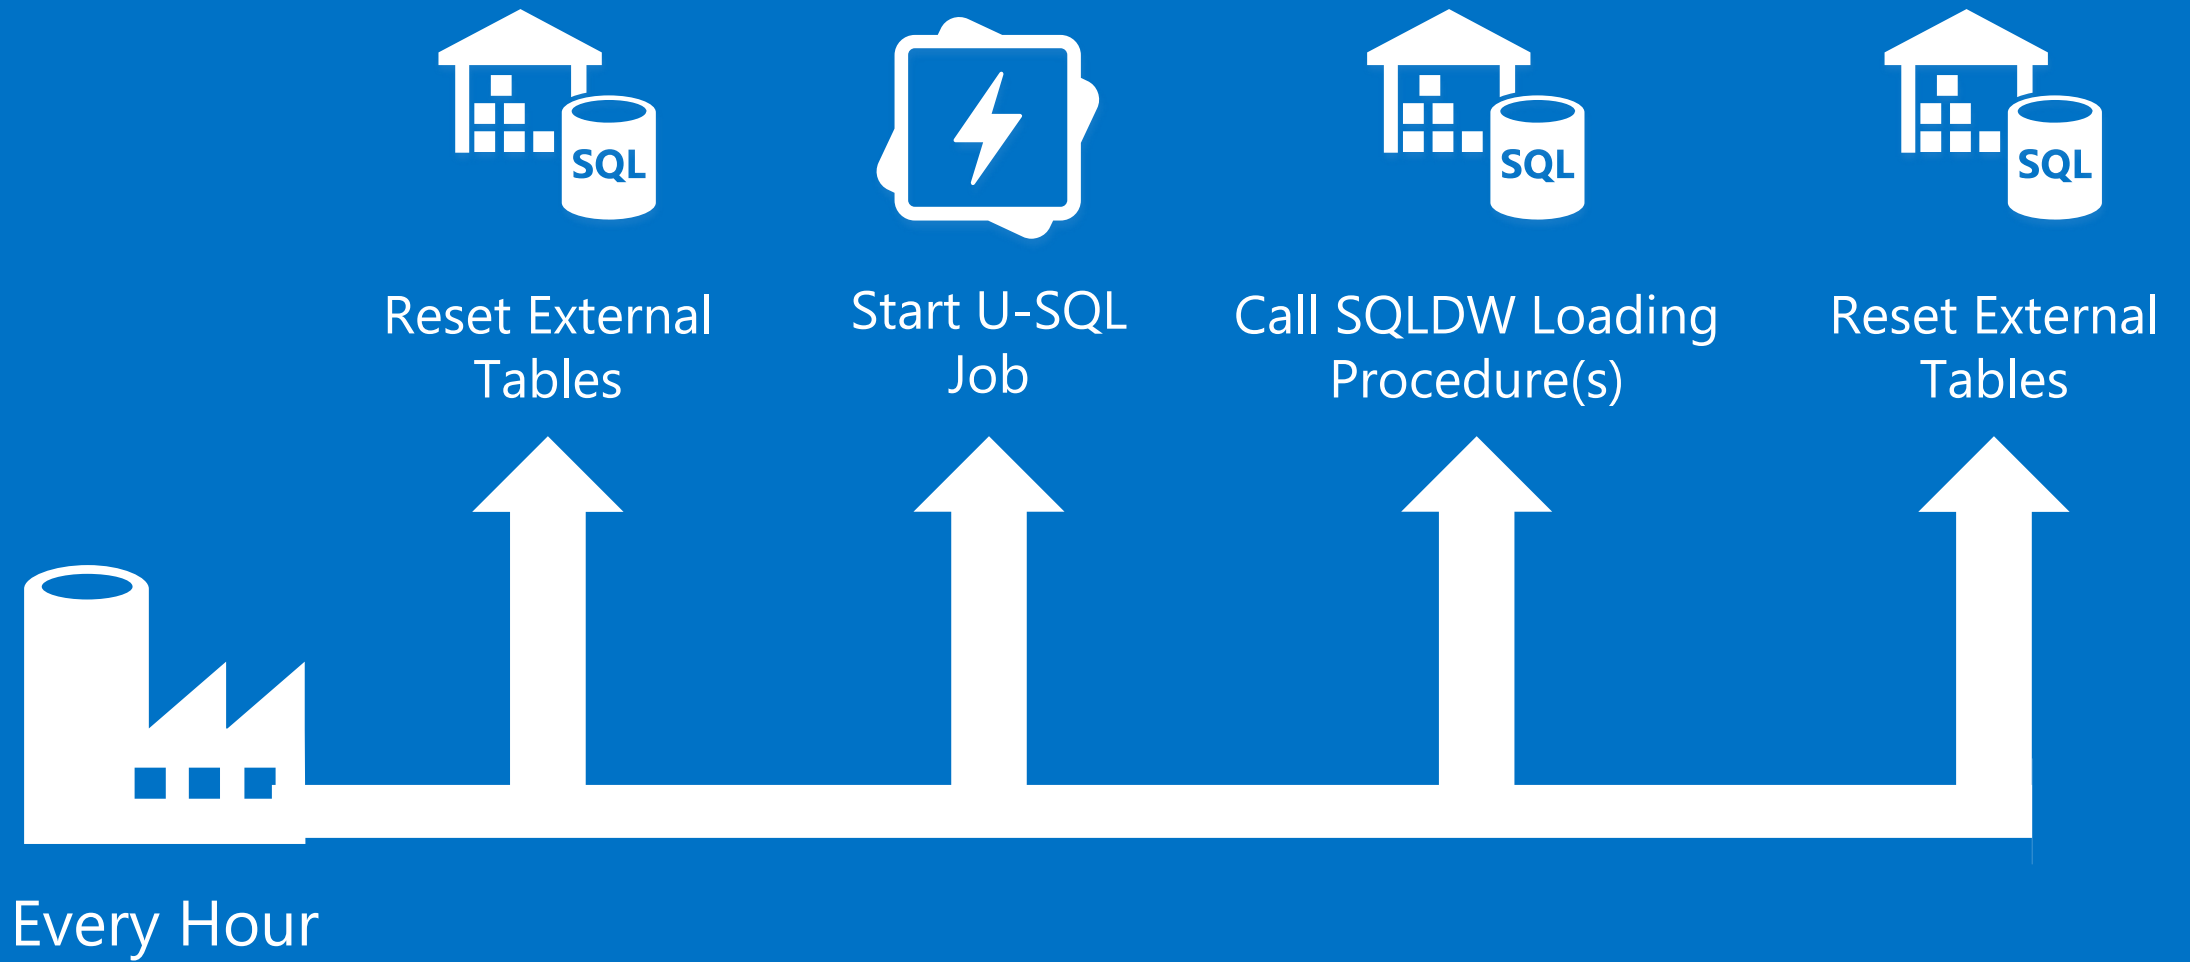 SQL
SQL
SQL
Reset External
Tables
Start U-SQL
Job
Call SQLDW Loading
Procedure(s)
Reset External
Tables
Every Hour